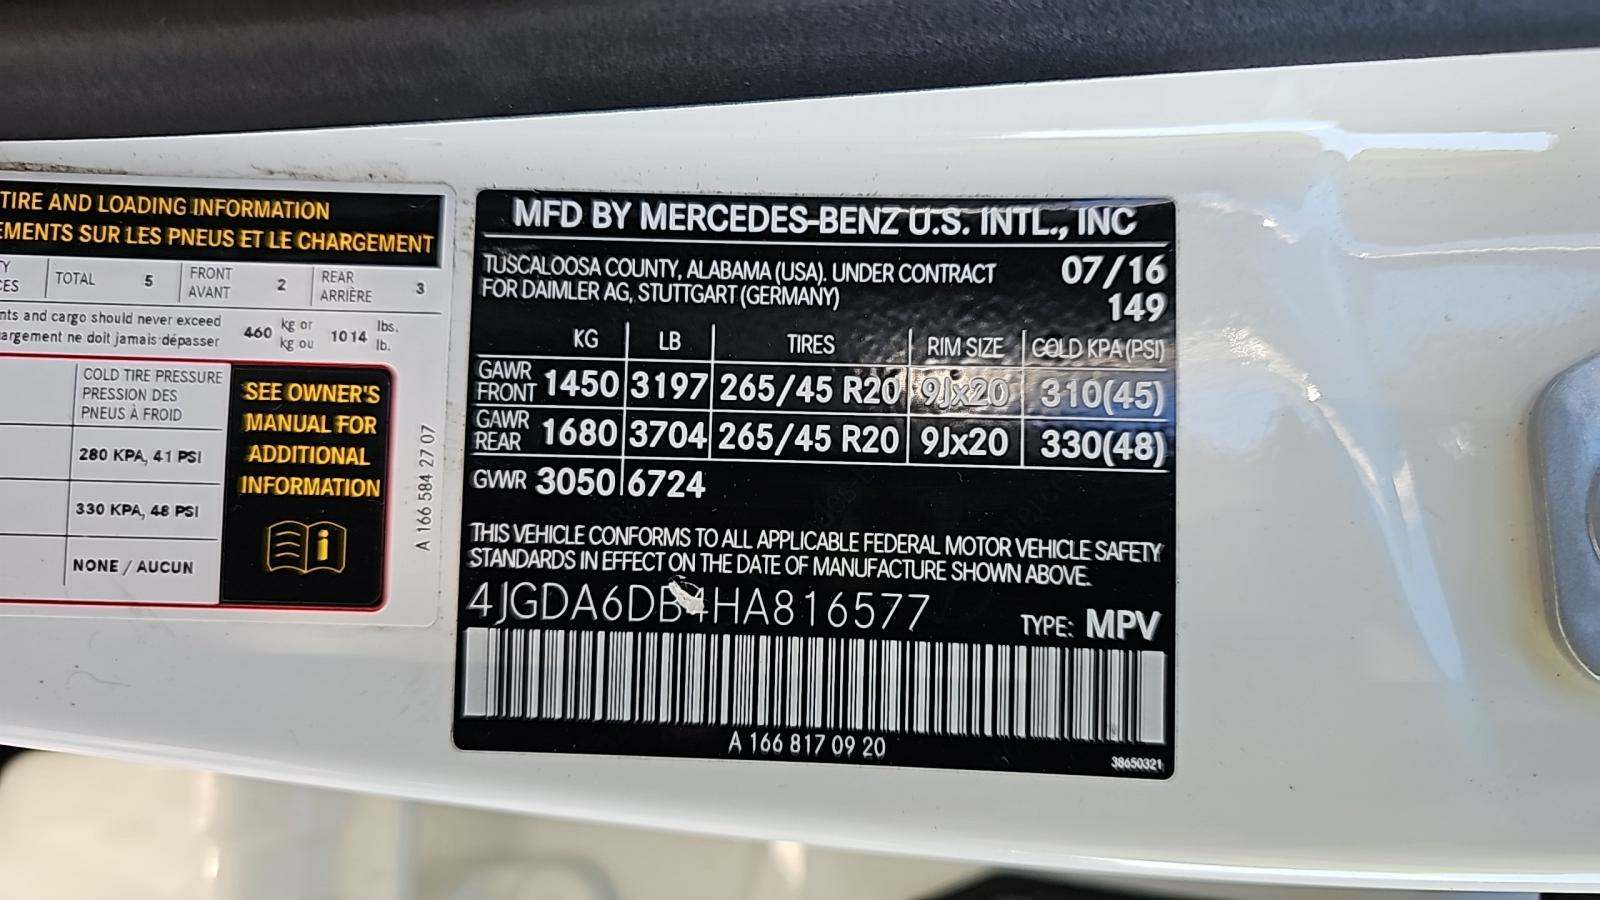 TIRE AND LOADING INFORMATION
EMENTS SUR LES PNEUS ET LE CHARGEMENT
TY
CES
TOTAL 5
FRONT
AVANT 2
REAR
ARRIÈRE 3
nts and cargo should never exceed
argement ne doit jamais dépasser
460 kg or
kg ou
1014 lbs.
lb.
COLD TIRE PRESSURE
PRESSION DES
PNEUS À FROID
280 KPA, 41 PSI
330 KPA, 48 PSI
NONE / AUCUN
SEE OWNER'S
MANUAL FOR
ADDITIONAL
INFORMATION
i
A 166 584 27 07
MFD BY MERCEDES-BENZ U.S. INTL., INC
TUSCALOOSA COUNTY, ALABAMA (USA). UNDER CONTRACT 07/16
FOR DAIMLER AG, STUTTGART (GERMANY) 149
KG LB TIRES RIM SIZE COLD KPA (PSI)
GAWR
FRONT 1450 3197 265/45 R20 9Jx20 310(45)
GAWR
REAR 1680 3704 265/45 R20 9Jx20 330(48)
GVWR 3050 6724
THIS VEHICLE CONFORMS TO ALL APPLICABLE FEDERAL MOTOR VEHICLE SAFETY
STANDARDS IN EFFECT ON THE DATE OF MANUFACTURE SHOWN ABOVE.
4JGDA6DB4HA816577 TYPE: MPV
A 166 817 09 20
38650321